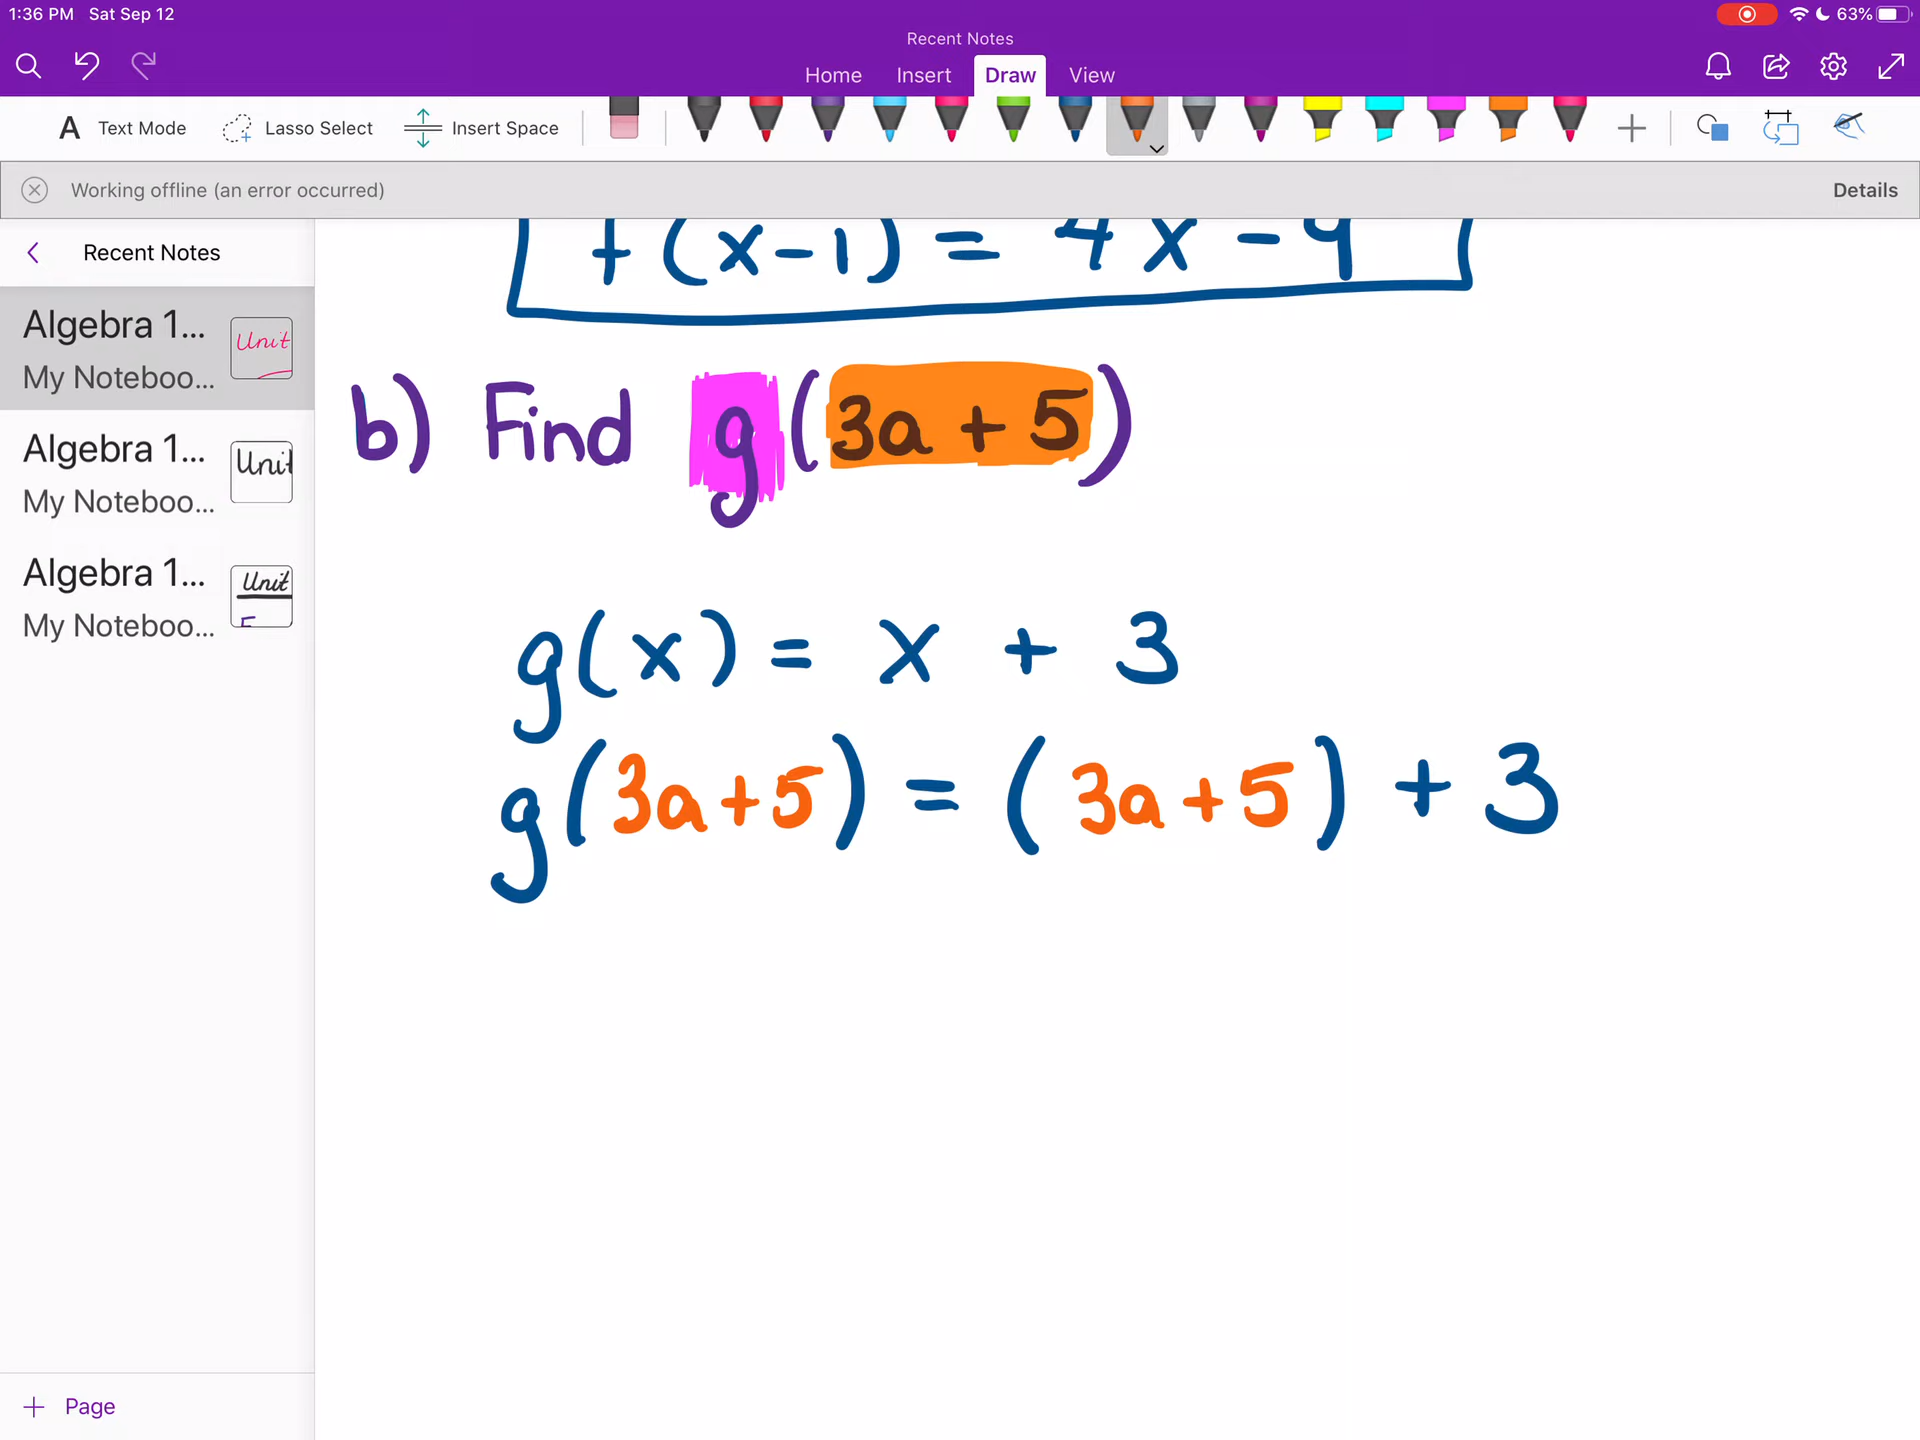 1:36 PM Sat Sep 12 63%
Recent Notes
Home Insert Draw View
A Text Mode Lasso Select Insert Space
Working offline (an error occurred) Details
Recent Notes
Algebra 1...
My Noteboo...
Unit
Algebra 1...
My Noteboo...
Unit
Algebra 1...
My Noteboo...
Unit
f(x-1) = 4x - 9
b) Find g(3a + 5)
g(x) = x + 3
g(3a+5) = (3a+5) + 3
+ Page